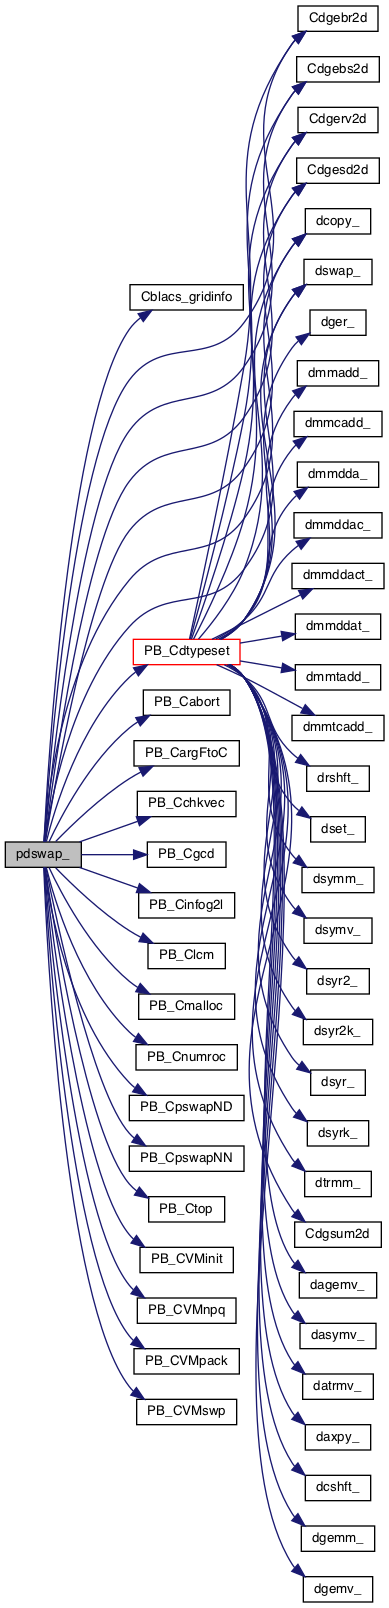 Cdgebr2d
Cdgebs2d
Cdgerv2d
Cdgesd2d
dcopy_
dswap_
Cblacs_gridinfo
dger_
dmmadd_
dmmcadd_
dmmdda_
dmmddac_
dmmddact_
dmmddat_
PB_Cdtypeset
dmmtadd_
PB_Cabort
dmmtcadd_
PB_CargFtoC
drshft_
PB_Cchkvec
dset_
pdswap_
PB_Cgcd
dsymm_
PB_Cinfog2l
dsymv_
PB_Clcm
dsyr2_
PB_Cmalloc
dsyr2k_
PB_Cnumroc
dsyr_
PB_CpswapND
dsyrk_
PB_CpswapNN
dtrmm_
PB_Ctop
Cdgsum2d
PB_CVMinit
dagemv_
PB_CVMnpq
dasymv_
PB_CVMpack
datrmv_
PB_CVMswp
daxpy_
dcshft_
dgemm_
dgemv_